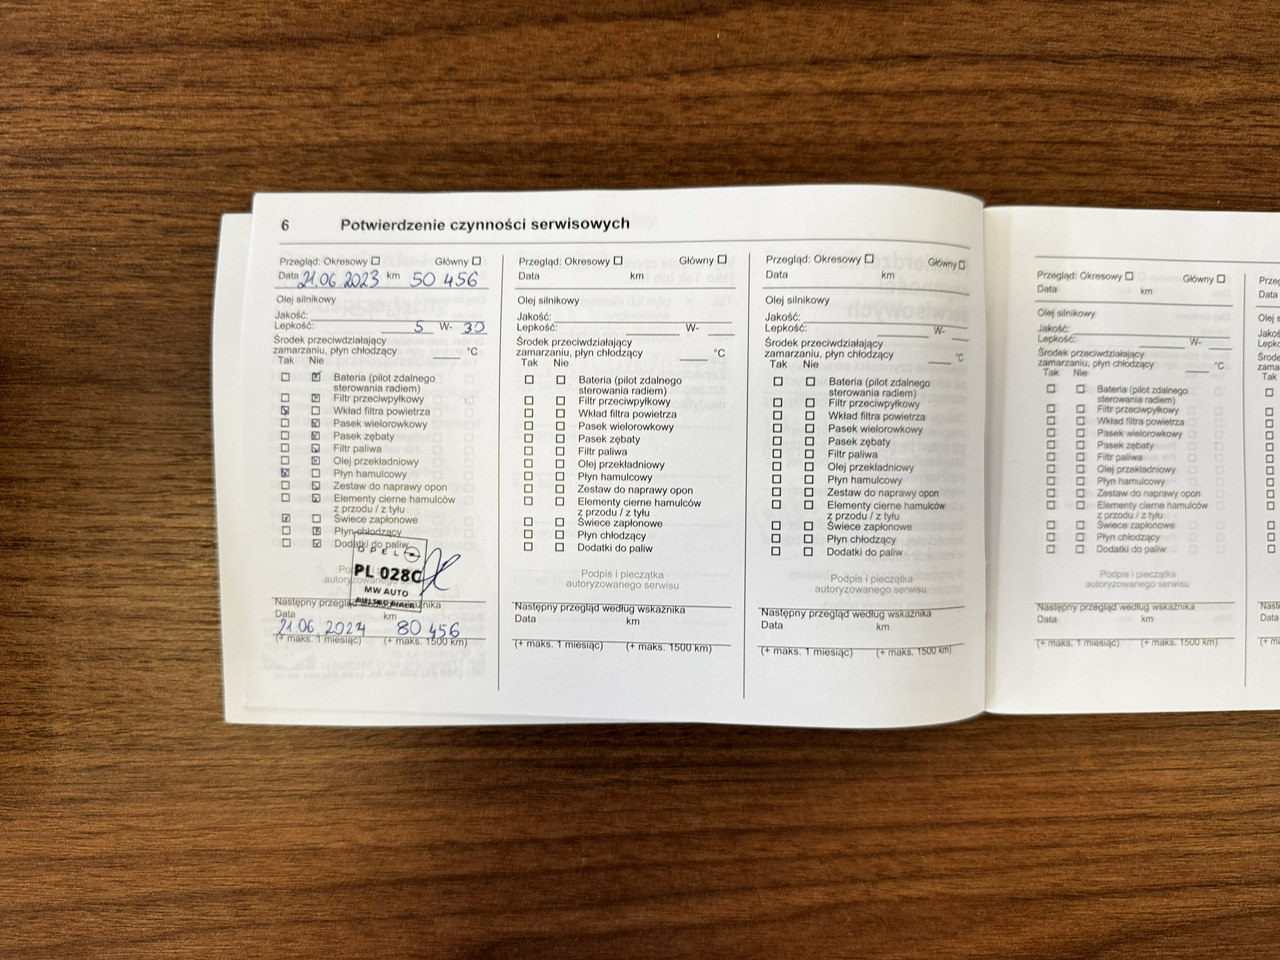 6 Potwierdzenie czynności serwisowych
Przegląd: Okresowy Główny
Data 21.06.2023 km 50 456
Olej silnikowy
Jakość:
Lepkość: 5 W- 30
Środek przeciwdziałający
zamarzaniu, płyn chłodzący °C
Tak Nie
Bateria (pilot zdalnego
sterowania radiem)
Filtr przeciwpyłkowy
Wkład filtra powietrza
Pasek wielorowkowy
Pasek zębaty
Filtr paliwa
Olej przekładniowy
Płyn hamulcowy
Zestaw do naprawy opon
Elementy cierne hamulców
z przodu / z tyłu
Świece zapłonowe
Płyn chłodzący
Dodatki do paliw
OPEL
PL 028C
MW AUTO
BIELSKO-BIAŁA
Następny przegląd według wskaźnika
Data km
21.06.2024 80 456
(+ maks. 1 miesiąc) (+ maks. 1500 km)
Przegląd: Okresowy Główny
Data km
Olej silnikowy
Jakość:
Lepkość: W-
Środek przeciwdziałający
zamarzaniu, płyn chłodzący °C
Tak Nie
Bateria (pilot zdalnego
sterowania radiem)
Filtr przeciwpyłkowy
Wkład filtra powietrza
Pasek wielorowkowy
Pasek zębaty
Filtr paliwa
Olej przekładniowy
Płyn hamulcowy
Zestaw do naprawy opon
Elementy cierne hamulców
z przodu / z tyłu
Świece zapłonowe
Płyn chłodzący
Dodatki do paliw
Podpis i pieczątka
autoryzowanego serwisu
Następny przegląd według wskaźnika
Data km
(+ maks. 1 miesiąc) (+ maks. 1500 km)
Przegląd: Okresowy Główny
Data km
Olej silnikowy
Jakość:
Lepkość: W-
Środek przeciwdziałający
zamarzaniu, płyn chłodzący °C
Tak Nie
Bateria (pilot zdalnego
sterowania radiem)
Filtr przeciwpyłkowy
Wkład filtra powietrza
Pasek wielorowkowy
Pasek zębaty
Filtr paliwa
Olej przekładniowy
Płyn hamulcowy
Zestaw do naprawy opon
Elementy cierne hamulców
z przodu / z tyłu
Świece zapłonowe
Płyn chłodzący
Dodatki do paliw
Podpis i pieczątka
autoryzowanego serwisu
Następny przegląd według wskaźnika
Data km
(+ maks. 1 miesiąc) (+ maks. 1500 km)
Przegląd: Okresowy Główny
Data km
Olej silnikowy
Jakość:
Lepkość: W-
Środek przeciwdziałający
zamarzaniu, płyn chłodzący °C
Tak Nie
Bateria (pilot zdalnego
sterowania radiem)
Filtr przeciwpyłkowy
Wkład filtra powietrza
Pasek wielorowkowy
Pasek zębaty
Filtr paliwa
Olej przekładniowy
Płyn hamulcowy
Zestaw do naprawy opon
Elementy cierne hamulców
z przodu / z tyłu
Świece zapłonowe
Płyn chłodzący
Dodatki do paliw
Podpis i pieczątka
autoryzowanego serwisu
Następny przegląd według wskaźnika
Data km
(+ maks. 1 miesiąc) (+ maks. 1500 km)
Data